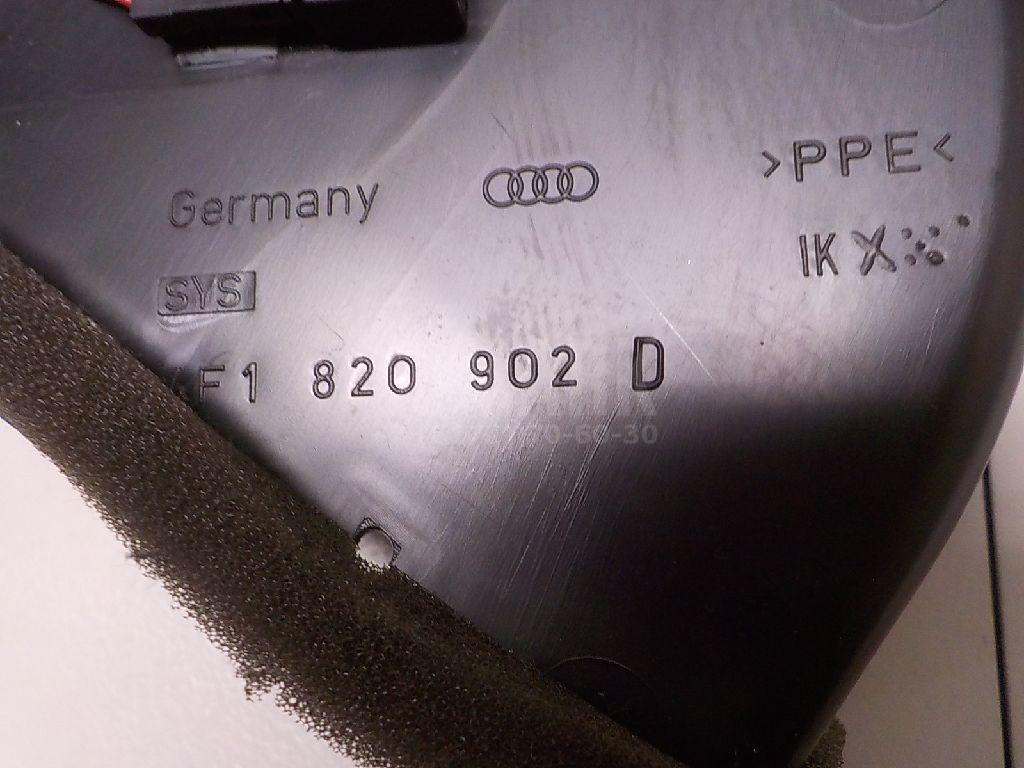 Germany
>PPE<
IK X
SYS
F1 820 902 D